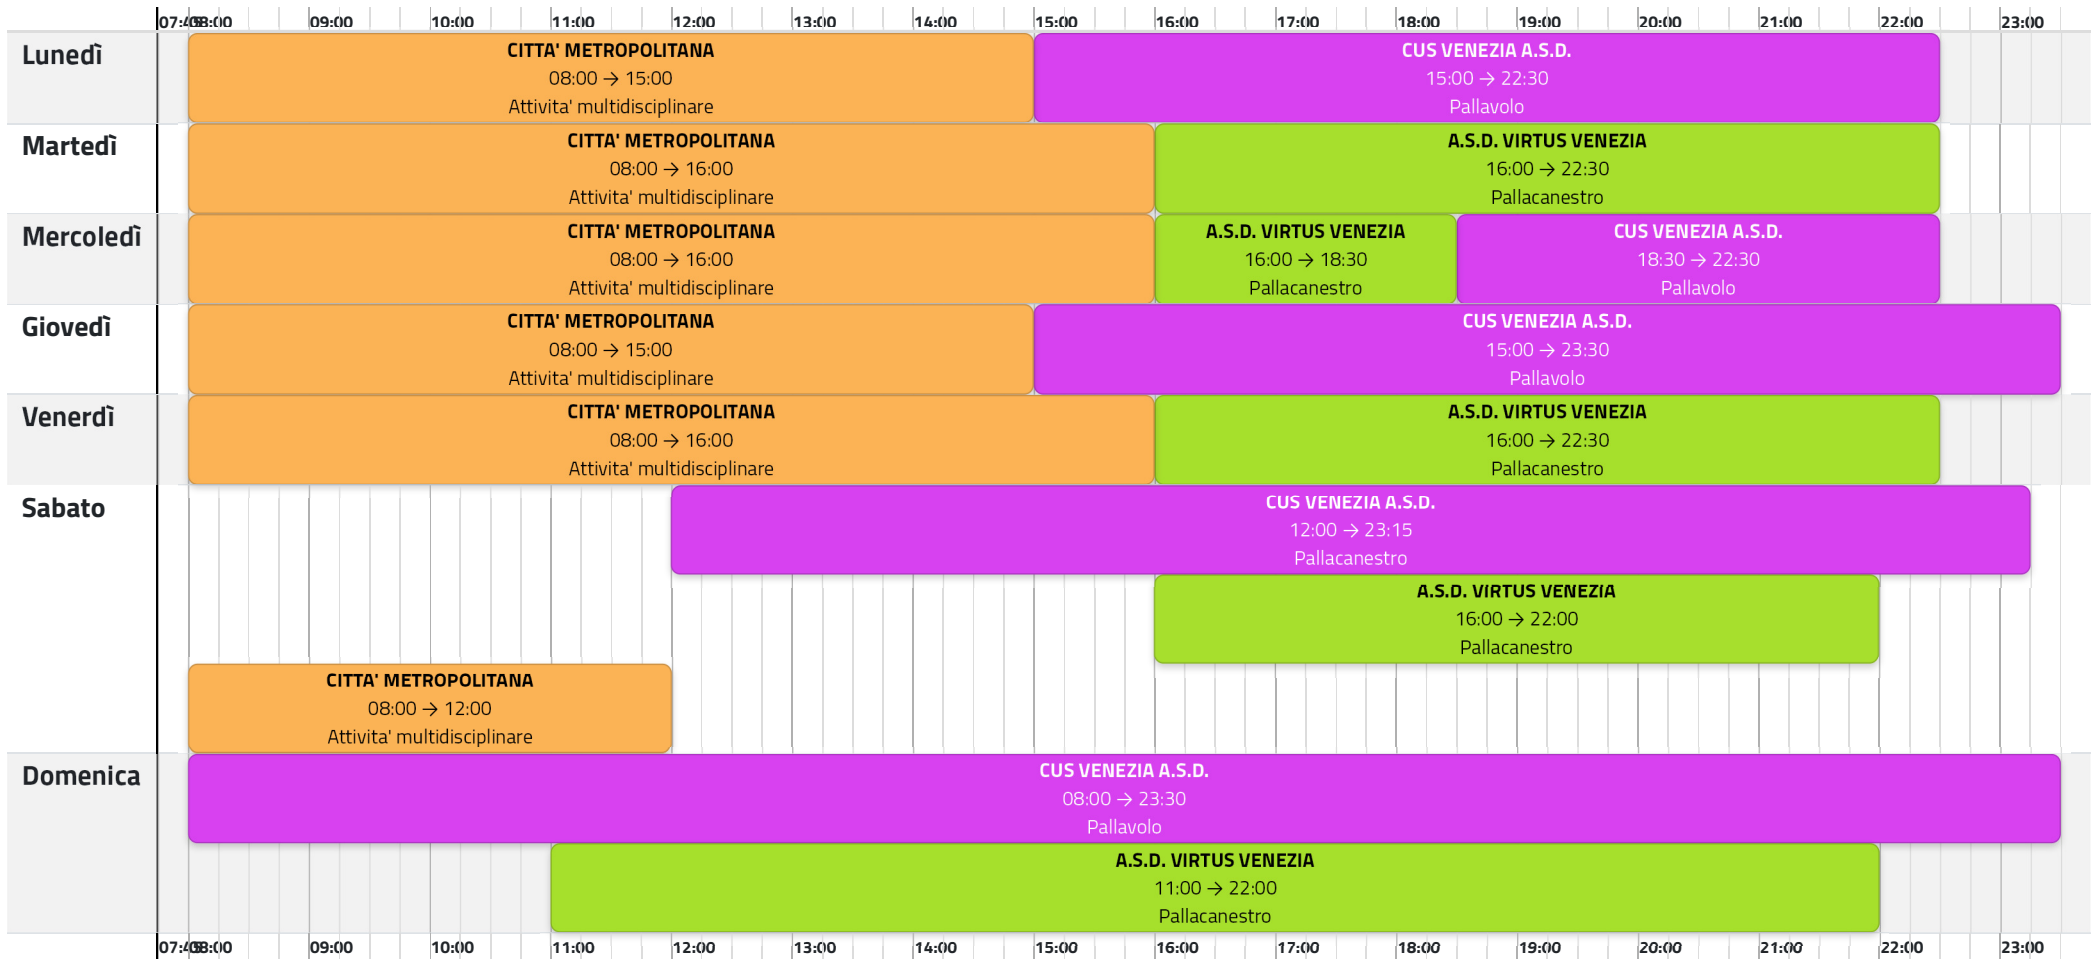 07:45 08:00 09:00 10:00 11:00 12:00 13:00 14:00 15:00 16:00 17:00 18:00 19:00 20:00 21:00 22:00 23:00
Lunedì
CITTA' METROPOLITANA
08:00 → 15:00
Attivita' multidisciplinare
CUS VENEZIA A.S.D.
15:00 → 22:30
Pallavolo
Martedì
CITTA' METROPOLITANA
08:00 → 16:00
Attivita' multidisciplinare
A.S.D. VIRTUS VENEZIA
16:00 → 22:30
Pallacanestro
Mercoledì
CITTA' METROPOLITANA
08:00 → 16:00
Attivita' multidisciplinare
A.S.D. VIRTUS VENEZIA
16:00 → 18:30
Pallacanestro
CUS VENEZIA A.S.D.
18:30 → 22:30
Pallavolo
Giovedì
CITTA' METROPOLITANA
08:00 → 15:00
Attivita' multidisciplinare
CUS VENEZIA A.S.D.
15:00 → 23:30
Pallavolo
Venerdì
CITTA' METROPOLITANA
08:00 → 16:00
Attivita' multidisciplinare
A.S.D. VIRTUS VENEZIA
16:00 → 22:30
Pallacanestro
Sabato
CUS VENEZIA A.S.D.
12:00 → 23:15
Pallacanestro
A.S.D. VIRTUS VENEZIA
16:00 → 22:00
Pallacanestro
CITTA' METROPOLITANA
08:00 → 12:00
Attivita' multidisciplinare
Domenica
CUS VENEZIA A.S.D.
08:00 → 23:30
Pallavolo
A.S.D. VIRTUS VENEZIA
11:00 → 22:00
Pallacanestro
07:45 08:00 09:00 10:00 11:00 12:00 13:00 14:00 15:00 16:00 17:00 18:00 19:00 20:00 21:00 22:00 23:00